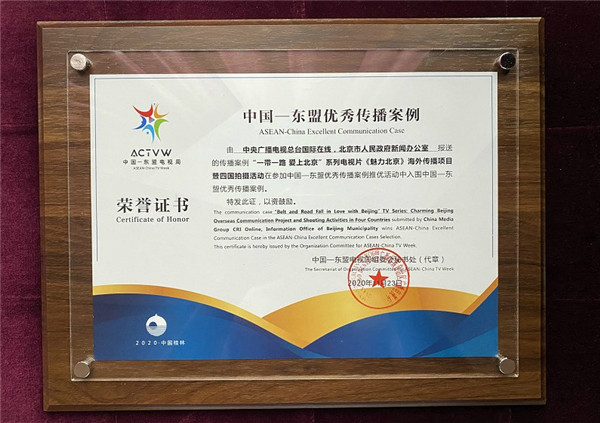 ACTVW
中国—东盟电视周
ASEAN-China TV Week
荣誉证书
Certificate of Honor
2020·中国桂林
中国—东盟优秀传播案例
ASEAN-China Excellent Communication Case
由 中央广播电视总台国际在线，北京市人民政府新闻办公室 报送
的传播案例“一带一路 爱上北京”系列电视片《魅力北京》海外传播项目
暨四国拍摄活动在参加中国—东盟优秀传播案例推优活动中入围中国—东
盟优秀传播案例。
特发此证，以资鼓励。
The communication case "Belt and Road Fall in Love with Beijing" TV Series: Charming Beijing
Overseas Communication Project and Shooting Activities in Four Countries submitted by China Media
Group CRI Online, Information Office of Beijing Municipality wins ASEAN-China Excellent
Communication Case in the ASEAN-China Excellent Communication Cases Selection.
This certificate is hereby issued by the Organization Committee for ASEAN-China TV Week.
中国—东盟电视周组委会秘书处（代章）
The Secretariat of Organization Committee for ASEAN-China TV Week
2020年 月23日